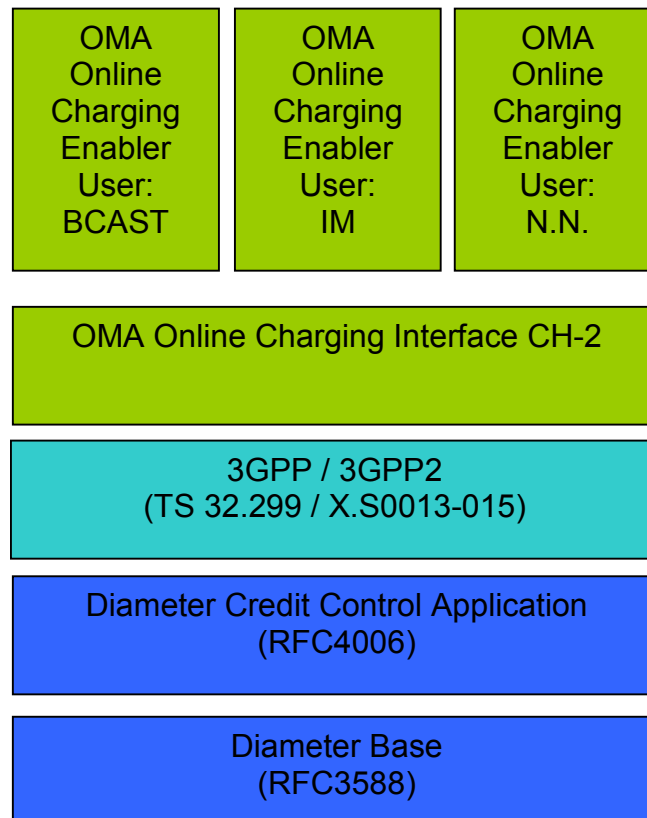 OMA
Online
Charging
Enabler
User:
BCAST
OMA
Online
Charging
Enabler
User:
IM
OMA
Online
Charging
Enabler
User:
N.N.
OMA Online Charging Interface CH-2
3GPP / 3GPP2
(TS 32.299 / X.S0013-015)
Diameter Credit Control Application
(RFC4006)
Diameter Base
(RFC3588)